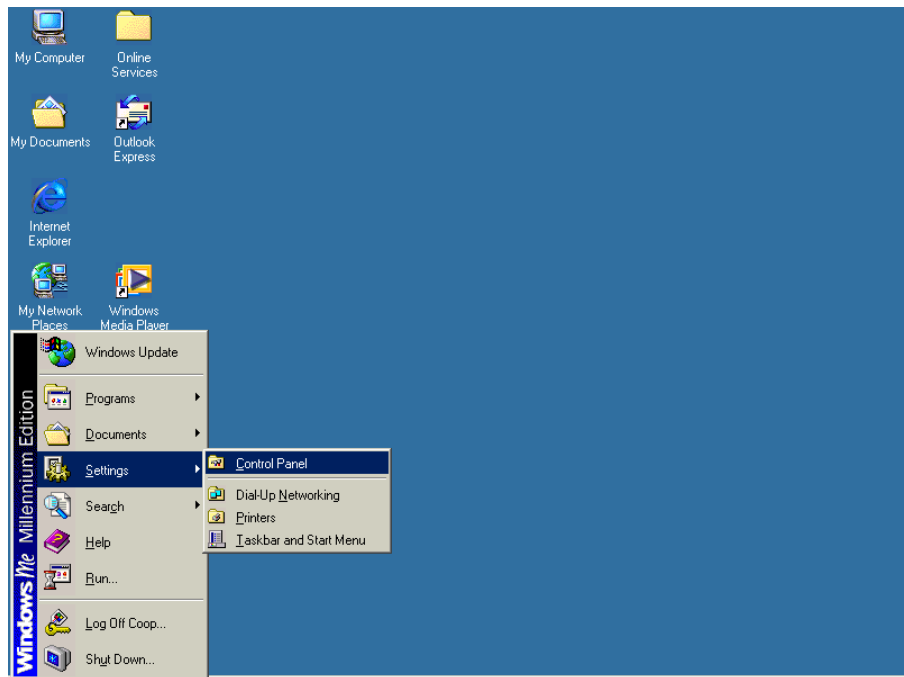 My Computer
Online
Services
My Documents
Outlook
Express
Internet
Explorer
My Network
Places
Windows
Media Player
Windows Me Millennium Edition
Windows Update
Programs
Documents
Settings
Search
Help
Run...
Log Off Coop...
Shut Down...
Control Panel
Dial-Up Networking
Printers
Taskbar and Start Menu